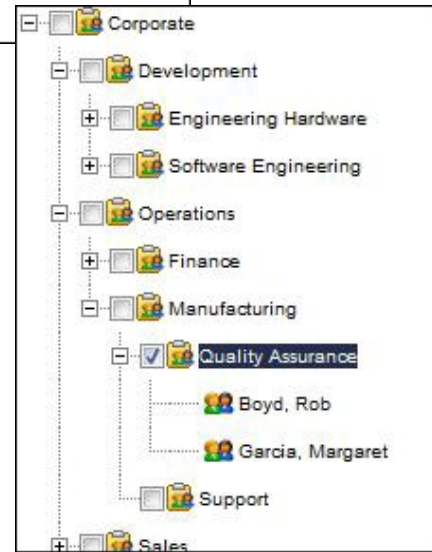 Corporate
Development
Engineering Hardware
Software Engineering
Operations
Finance
Manufacturing
Quality Assurance
Boyd, Rob
Garcia, Margaret
Support
Sales